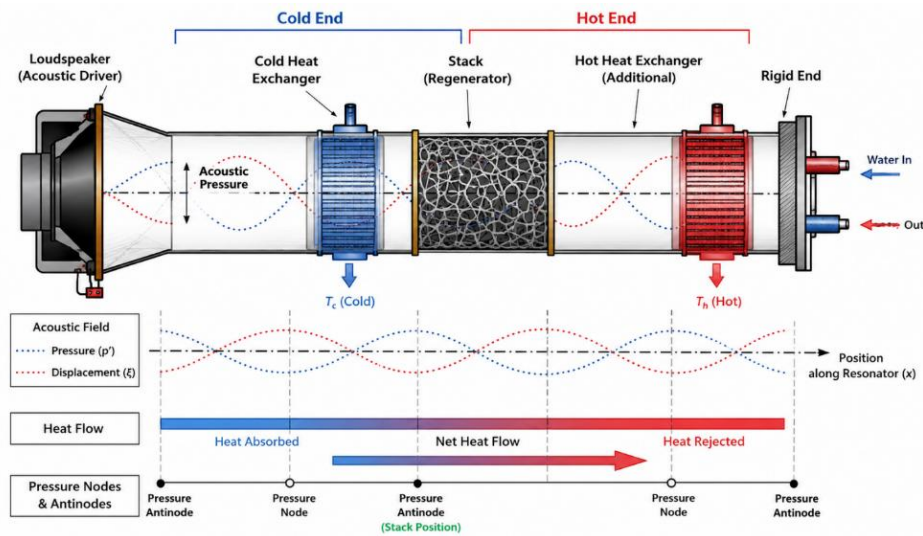 Cold End
Hot End
Loudspeaker
(Acoustic Driver)
Cold Heat
Exchanger
Stack
(Regenerator)
Hot Heat Exchanger
(Additional)
Rigid End
Acoustic
Pressure
Water In
Out
Tc (Cold)
Th (Hot)
Acoustic Field
Pressure (p')
Displacement (ξ)
Position
along Resonator (x)
Heat Flow
Heat Absorbed
Net Heat Flow
Heat Rejected
Pressure Nodes
& Antinodes
Pressure
Antinode
Pressure
Node
Pressure
Antinode
(Stack Position)
Pressure
Node
Pressure
Antinode